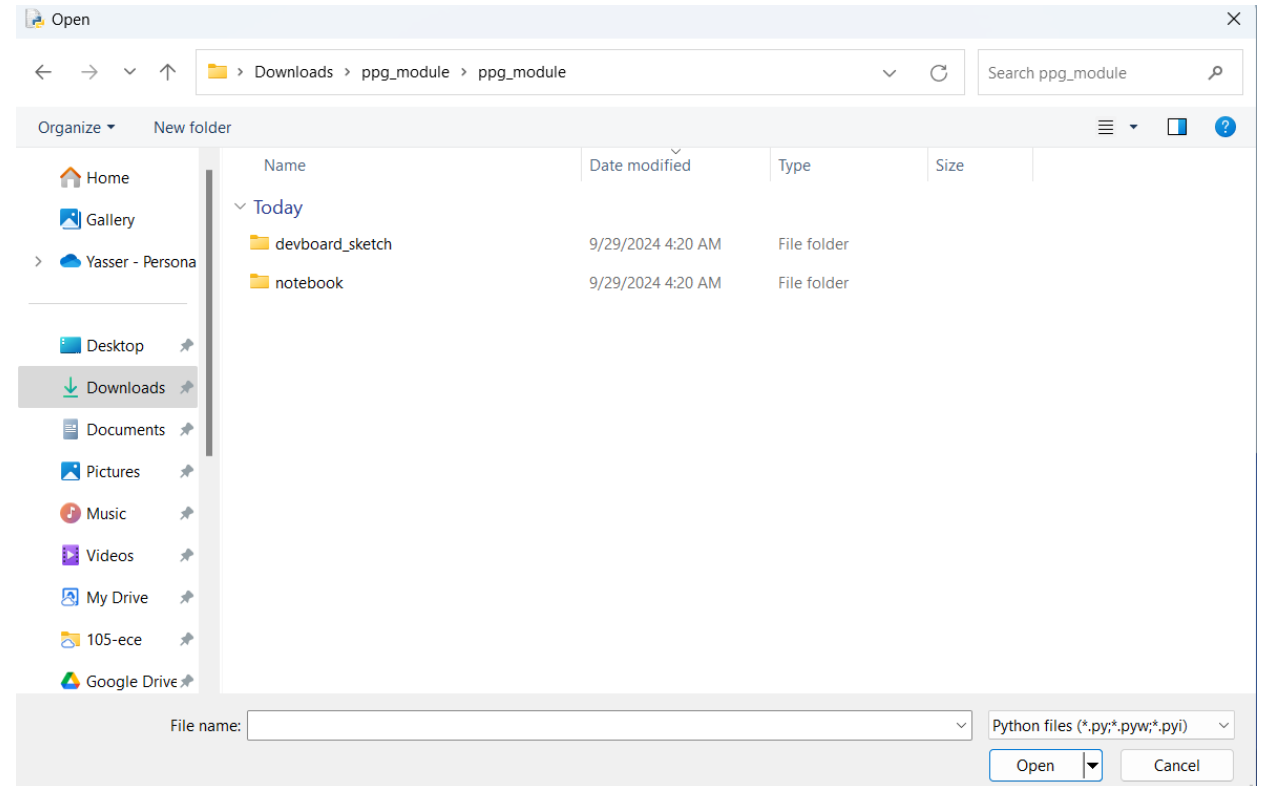 Open
Downloads > ppg_module > ppg_module
Search ppg_module
Organize New folder
Name Date modified Type Size
Home
Gallery
Yasser - Persona
Desktop
Downloads
Documents
Pictures
Music
Videos
My Drive
105-ece
Google Drive
Today
devboard_sketch 9/29/2024 4:20 AM File folder
notebook 9/29/2024 4:20 AM File folder
File name:
Python files (*.py;*.pyw;*.pyi)
Open Cancel